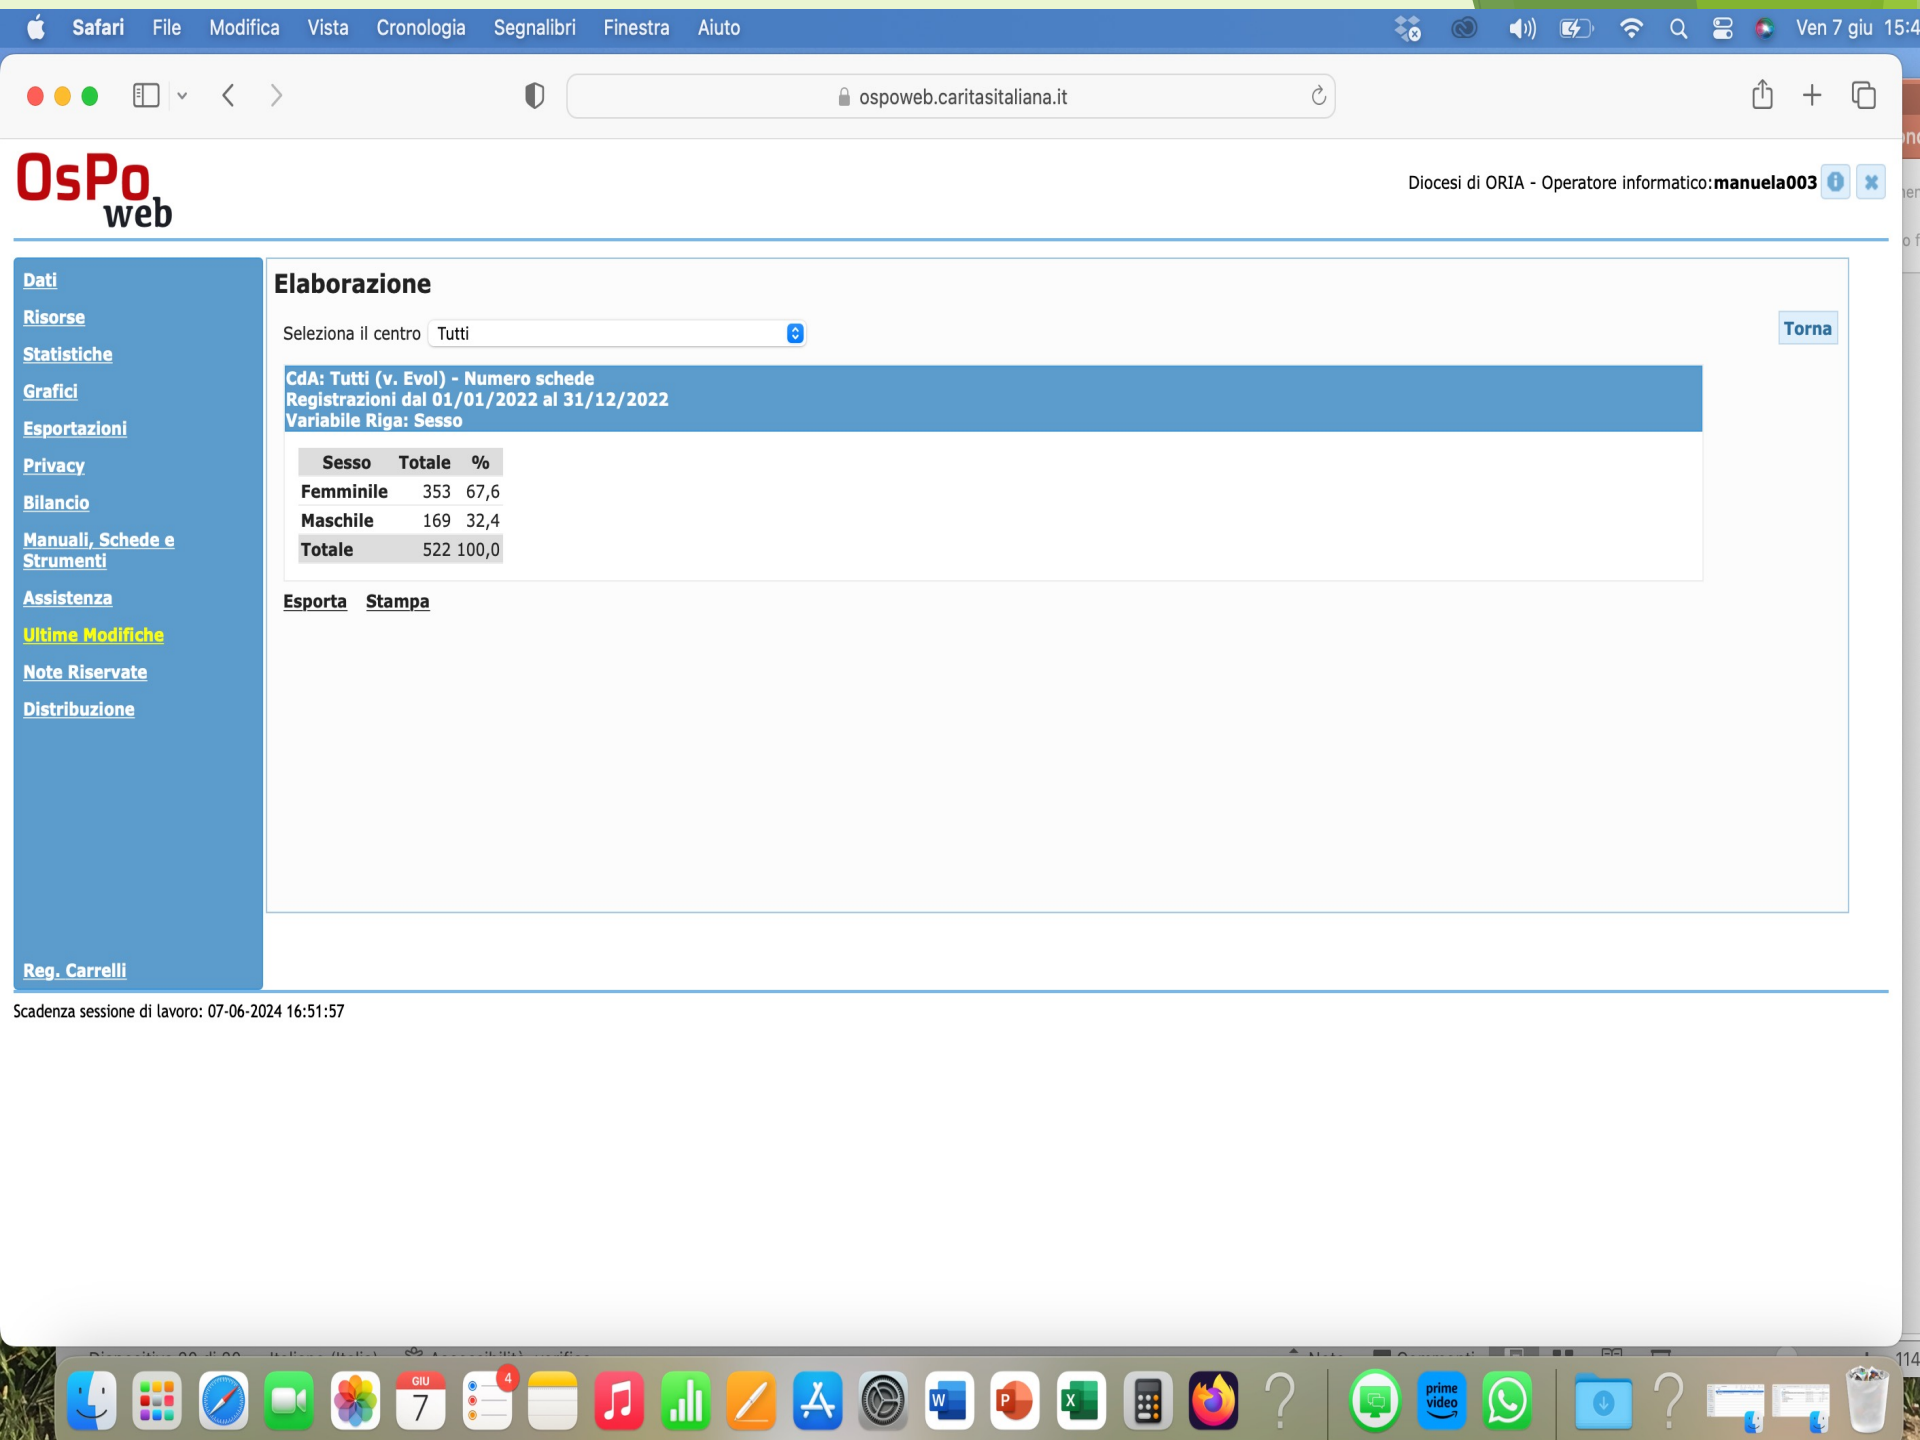 Safari File Modifica Vista Cronologia Segnalibri Finestra Aiuto
Ven 7 giu 15:4
ospoweb.caritasitaliana.it
OsPo
web
Diocesi di ORIA - Operatore informatico:manuela003
Dati
Risorse
Statistiche
Grafici
Esportazioni
Privacy
Bilancio
Manuali, Schede e
Strumenti
Assistenza
Ultime Modifiche
Note Riservate
Distribuzione
Reg. Carrelli
Elaborazione
Seleziona il centro Tutti
Torna
CdA: Tutti (v. Evol) - Numero schede
Registrazioni dal 01/01/2022 al 31/12/2022
Variabile Riga: Sesso
Sesso Totale %
Femminile 353 67,6
Maschile 169 32,4
Totale 522 100,0
Esporta Stampa
Scadenza sessione di lavoro: 07-06-2024 16:51:57
114
GIU
7
4
W
P
X
prime
video